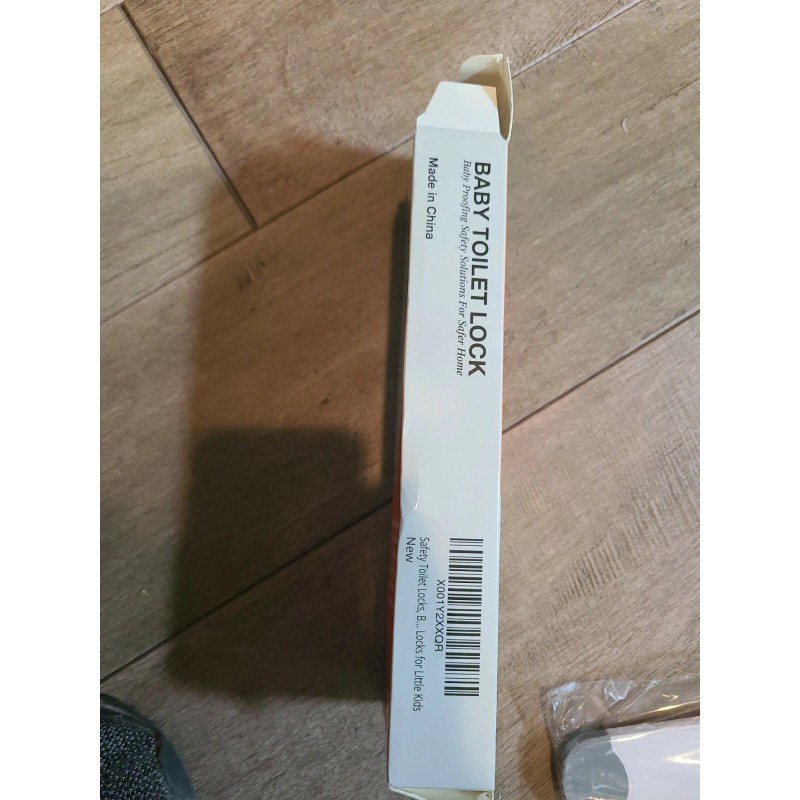 BABY TOILET LOCK
Baby Proofing Safety Solutions For Safer Home
Made in China
X001Y2XXQR
Safety Toilet Locks, B... Locks for Little Kids
New